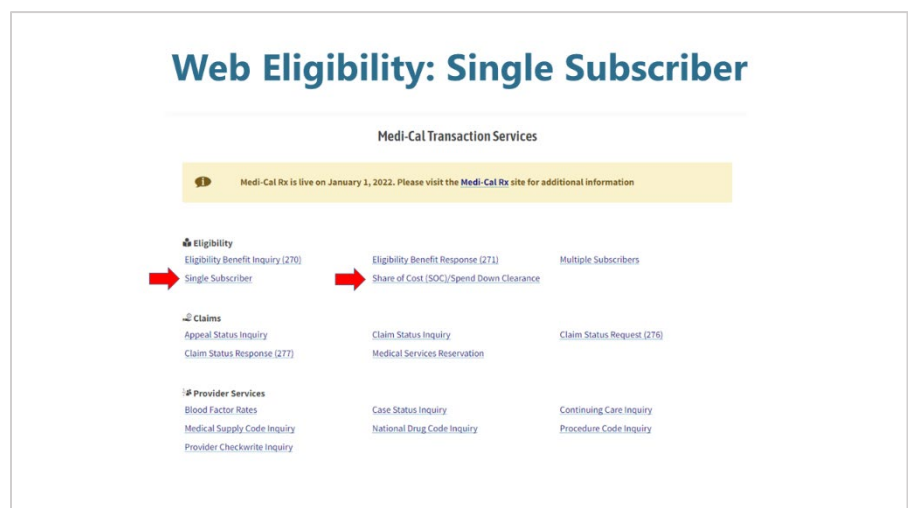 Web Eligibility: Single Subscriber
Medi-Cal Transaction Services
Medi-Cal Rx is live on January 1, 2022. Please visit the Medi-Cal Rx site for additional information
Eligibility
Eligibility Benefit Inquiry (270) Eligibility Benefit Response (271) Multiple Subscribers
Single Subscriber Share of Cost (SOC)/Spend Down Clearance
Claims
Appeal Status Inquiry Claim Status Inquiry Claim Status Request (276)
Claim Status Response (277) Medical Services Reservation
Provider Services
Blood Factor Rates Case Status Inquiry Continuing Care Inquiry
Medical Supply Code Inquiry National Drug Code Inquiry Procedure Code Inquiry
Provider Checkwrite Inquiry